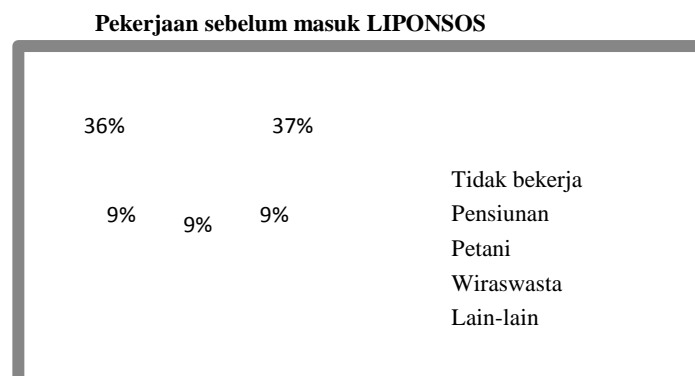 Pekerjaan sebelum masuk LIPONSOS
36%
37%
9%
9%
9%
Tidak bekerja
Pensiunan
Petani
Wiraswasta
Lain-lain